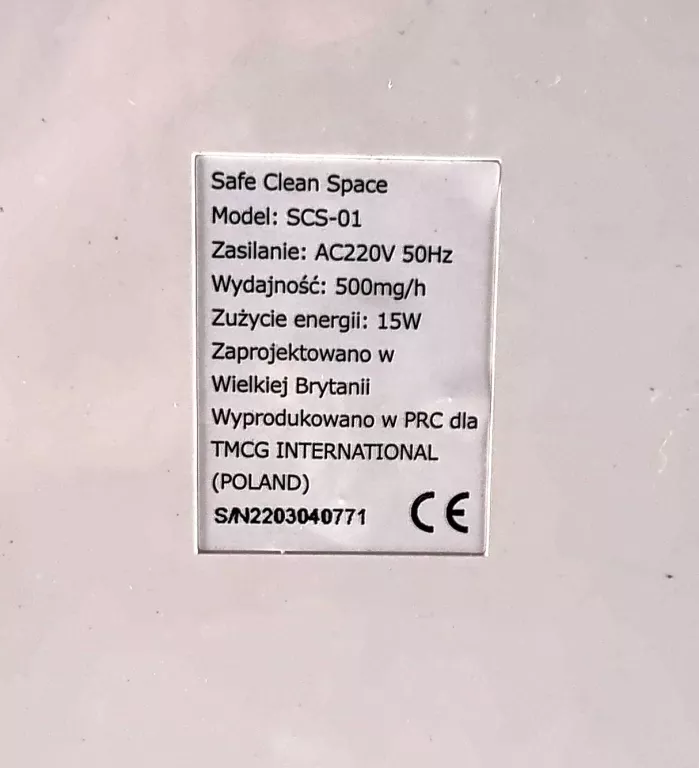 Safe Clean Space
Model: SCS-01
Zasilanie: AC220V 50Hz
Wydajność: 500mg/h
Zużycie energii: 15W
Zaprojektowano w
Wielkiej Brytanii
Wyprodukowano w PRC dla
TMCG INTERNATIONAL
(POLAND)
S/N2203040771 CE